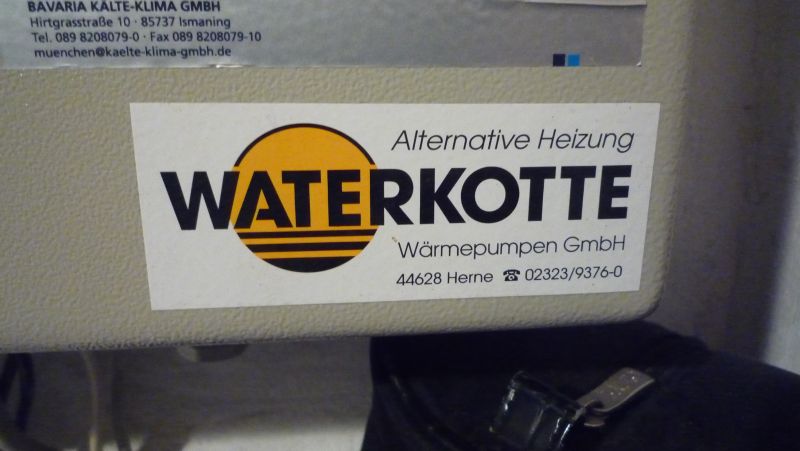 BAVARIA KÄLTE-KLIMA GMBH
Hirtgrasstraße 10 · 85737 Ismaning
Tel. 089 8208079-0 · Fax 089 8208079-10
muenchen@kaelte-klima-gmbh.de
Alternative Heizung
WATERKOTTE
Wärmepumpen GmbH
44628 Herne ☎ 02323/9376-0